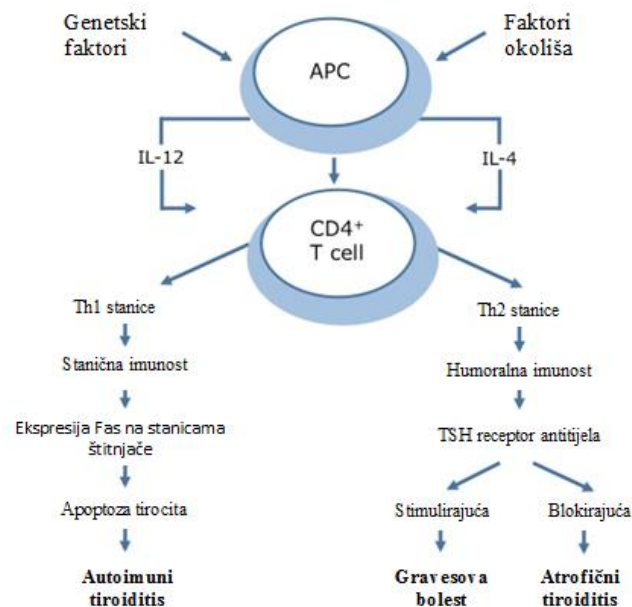 Genetski
faktori
Faktori
okoliša
APC
IL-12
IL-4
CD4+
T cell
Th1 stanice
Th2 stanice
Stanična imunost
Humoralna imunost
Ekspresija Fas na stanicama
štitnjače
TSH receptor antitijela
Apoptoza tirocita
Stimulirajuća
Blokirajuća
Autoimuni
tiroiditis
Gravesova
bolest
Atrofični
tiroiditis